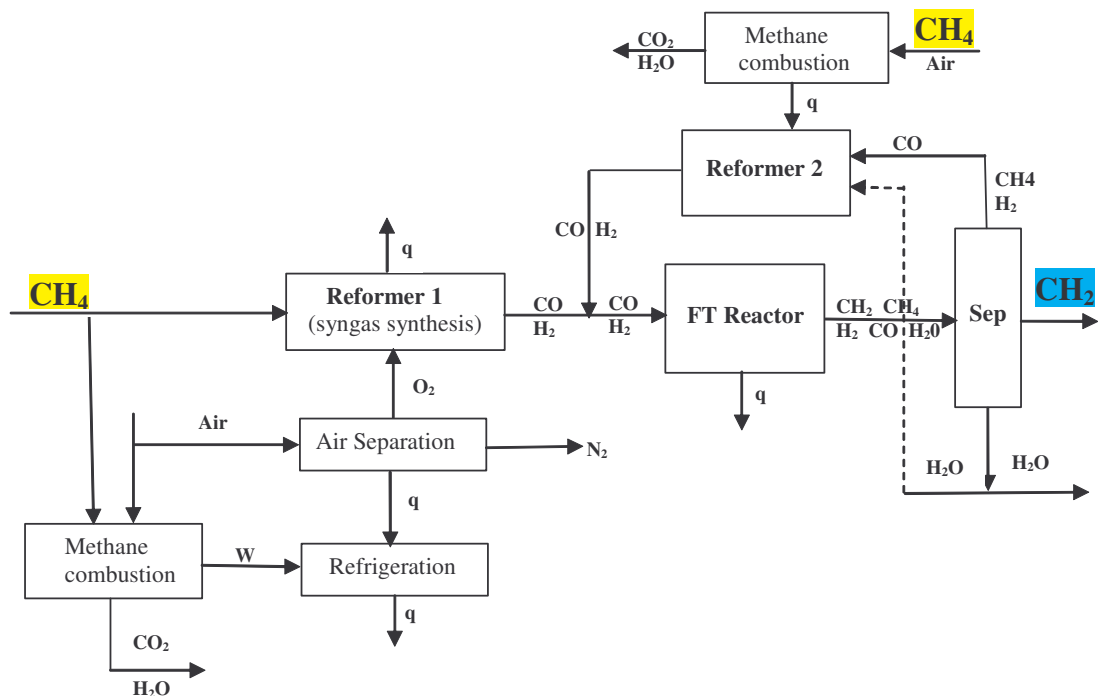 CH₄
CO₂
H₂O
Methane
combustion
Air
q
CO
Reformer 2
CH4
H₂
q
CO H₂
CH₄
Reformer 1
(syngas synthesis)
CO
H₂
CO
H₂
FT Reactor
CH₂ CH₄
H₂ CO H₂0
Sep
CH₂
O₂
q
Air
Air Separation
N₂
H₂O
H₂O
q
Methane
combustion
W
Refrigeration
q
CO₂
H₂O